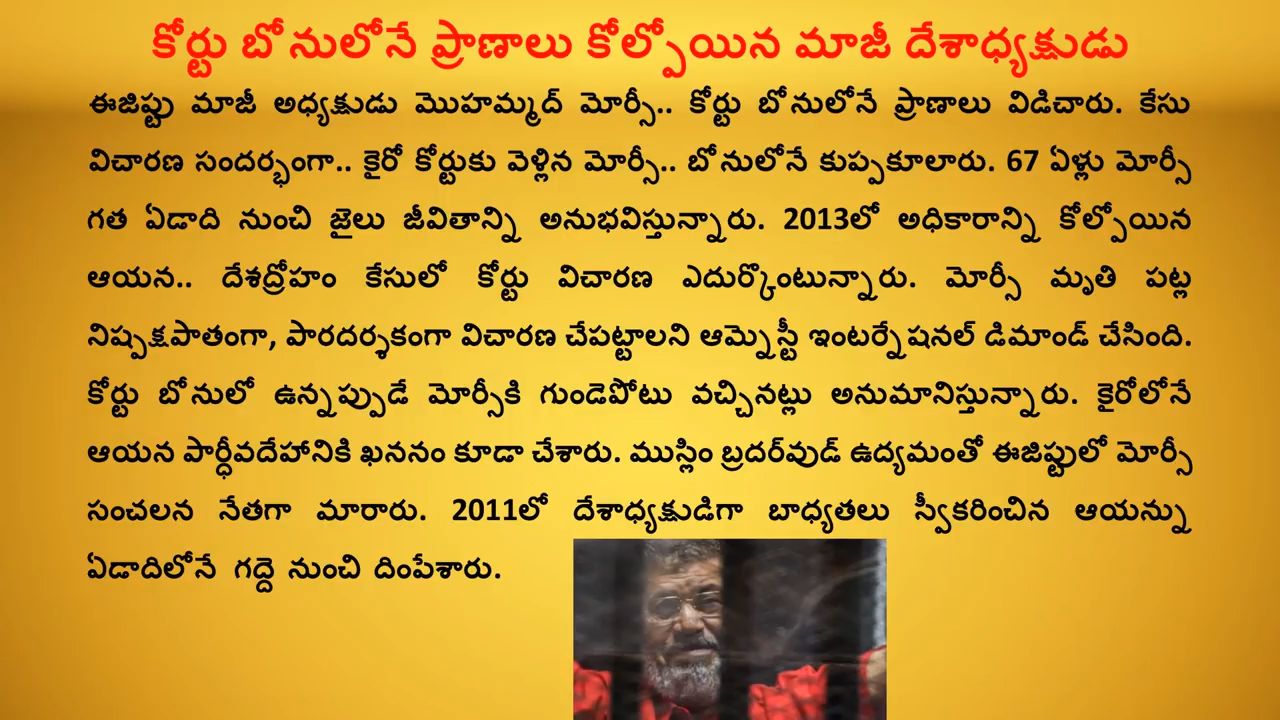 కోర్టు బోనులోనే ప్రాణాలు కోల్పోయిన మాజీ దేశాధ్యక్షుడు
ఈజిప్టు మాజీ అధ్యక్షుడు మొహమ్మద్ మోర్సీ.. కోర్టు బోనులోనే ప్రాణాలు విడిచారు. కేసు
విచారణ సందర్భంగా.. కైరో కోర్టుకు వెళ్లిన మోర్సీ.. బోనులోనే కుప్పకూలారు. 67 ఏళ్లు మోర్సీ
గత ఏడాది నుంచి జైలు జీవితాన్ని అనుభవిస్తున్నారు. 2013లో అధికారాన్ని కోల్పోయిన
ఆయన.. దేశద్రోహం కేసులో కోర్టు విచారణ ఎదుర్కొంటున్నారు. మోర్సీ మృతి పట్ల
నిష్పక్షపాతంగా, పారదర్శకంగా విచారణ చేపట్టాలని ఆమ్నెస్టీ ఇంటర్నేషనల్ డిమాండ్ చేసింది.
కోర్టు బోనులో ఉన్నప్పుడే మోర్సీకి గుండెపోటు వచ్చినట్లు అనుమానిస్తున్నారు. కైరోలోనే
ఆయన పార్ధీవదేహానికి ఖననం కూడా చేశారు. ముస్లిం బ్రదర్‌వుడ్ ఉద్యమంతో ఈజిప్టులో మోర్సీ
సంచలన నేతగా మారారు. 2011లో దేశాధ్యక్షుడిగా బాధ్యతలు స్వీకరించిన ఆయన్ను
ఏడాదిలోనే గద్దె నుంచి దింపేశారు.